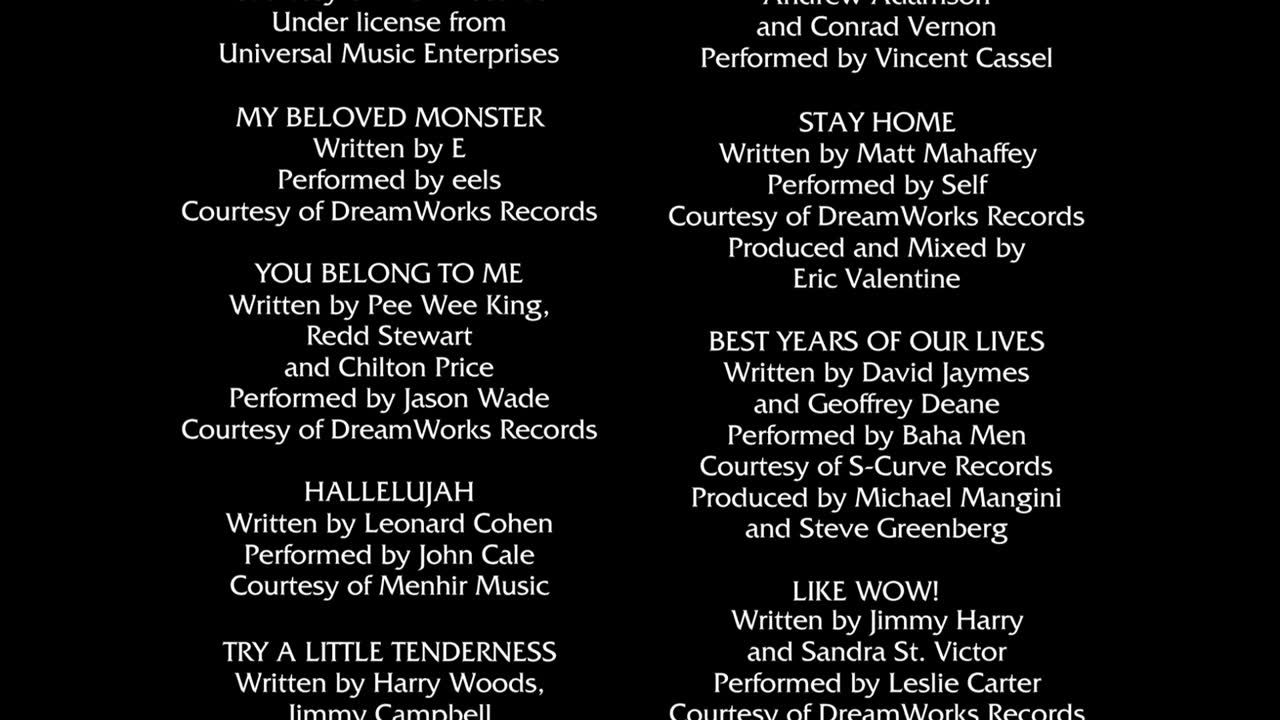 Under license from
Universal Music Enterprises
MY BELOVED MONSTER
Written by E
Performed by eels
Courtesy of DreamWorks Records
YOU BELONG TO ME
Written by Pee Wee King,
Redd Stewart
and Chilton Price
Performed by Jason Wade
Courtesy of DreamWorks Records
HALLELUJAH
Written by Leonard Cohen
Performed by John Cale
Courtesy of Menhir Music
TRY A LITTLE TENDERNESS
Written by Harry Woods,
Jimmy Campbell
Andrew Adamson
and Conrad Vernon
Performed by Vincent Cassel
STAY HOME
Written by Matt Mahaffey
Performed by Self
Courtesy of DreamWorks Records
Produced and Mixed by
Eric Valentine
BEST YEARS OF OUR LIVES
Written by David Jaymes
and Geoffrey Deane
Performed by Baha Men
Courtesy of S-Curve Records
Produced by Michael Mangini
and Steve Greenberg
LIKE WOW!
Written by Jimmy Harry
and Sandra St. Victor
Performed by Leslie Carter
Courtesy of DreamWorks Records